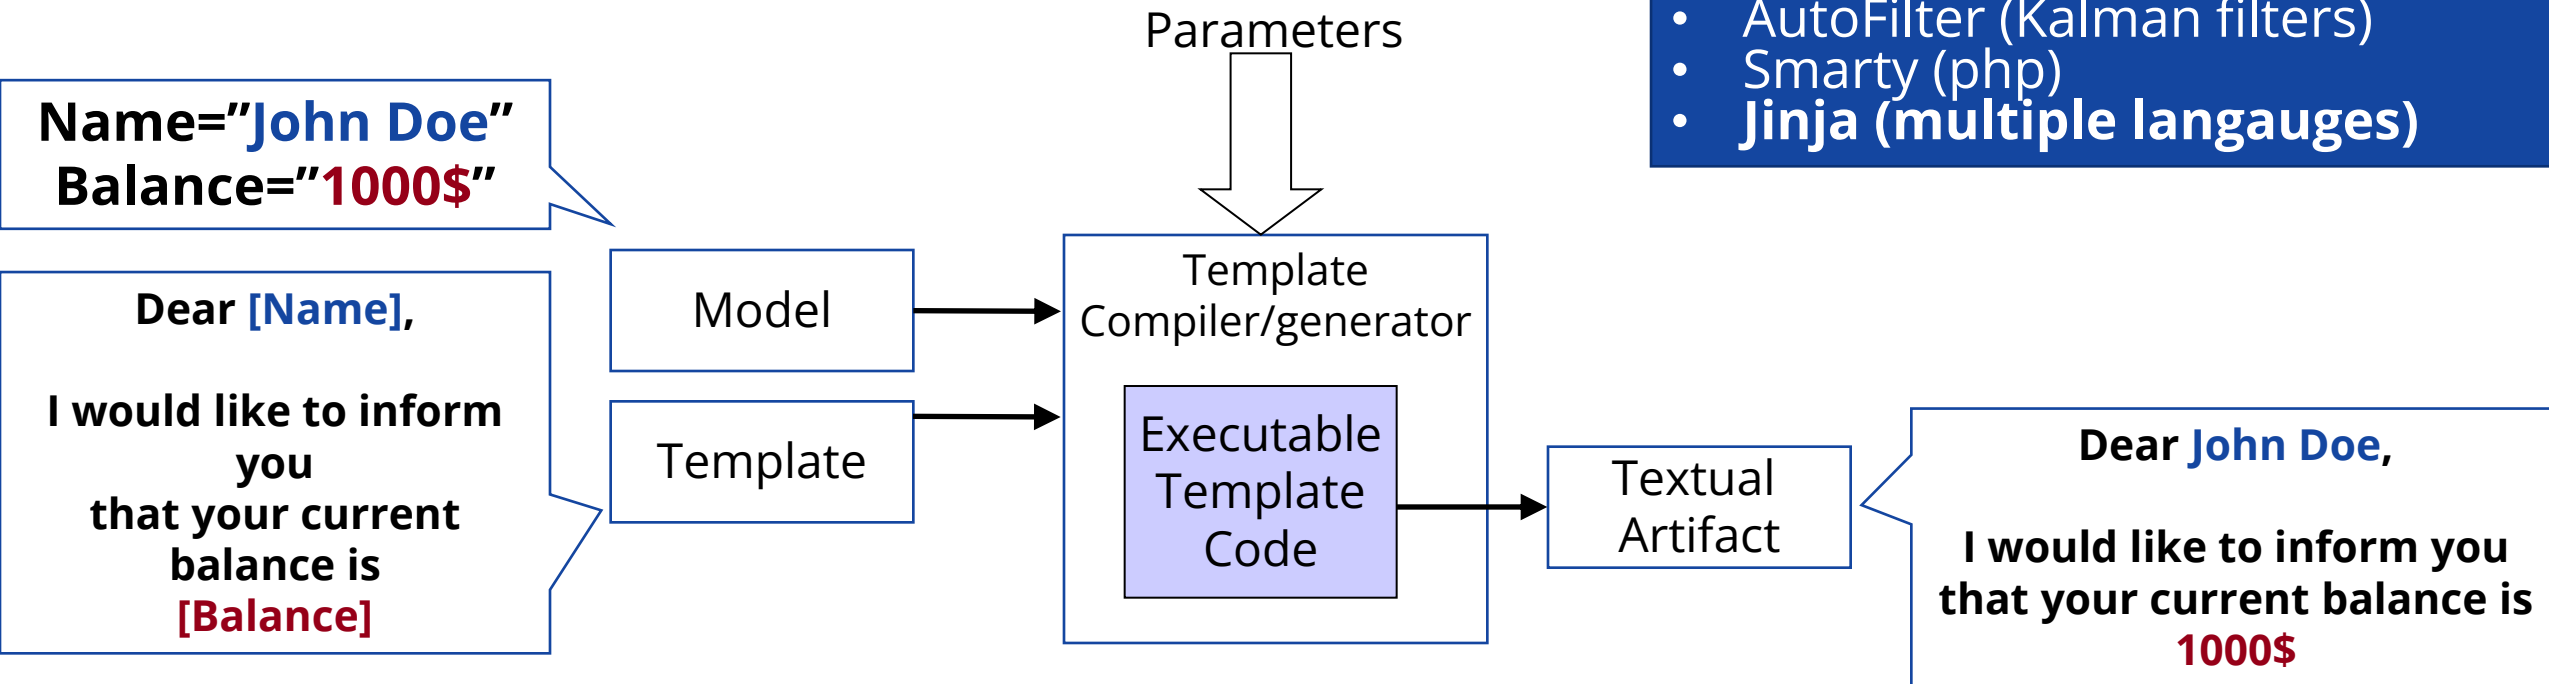 Parameters
• AutoFilter (Kalman filters)
• Smarty (php)
• Jinja (multiple langauges)
Name=”John Doe”
Balance=”1000$”
Dear [Name],
I would like to inform
you
that your current
balance is
[Balance]
Model
Template
Template
Compiler/generator
Executable
Template
Code
Textual
Artifact
Dear John Doe,
I would like to inform you
that your current balance is
1000$